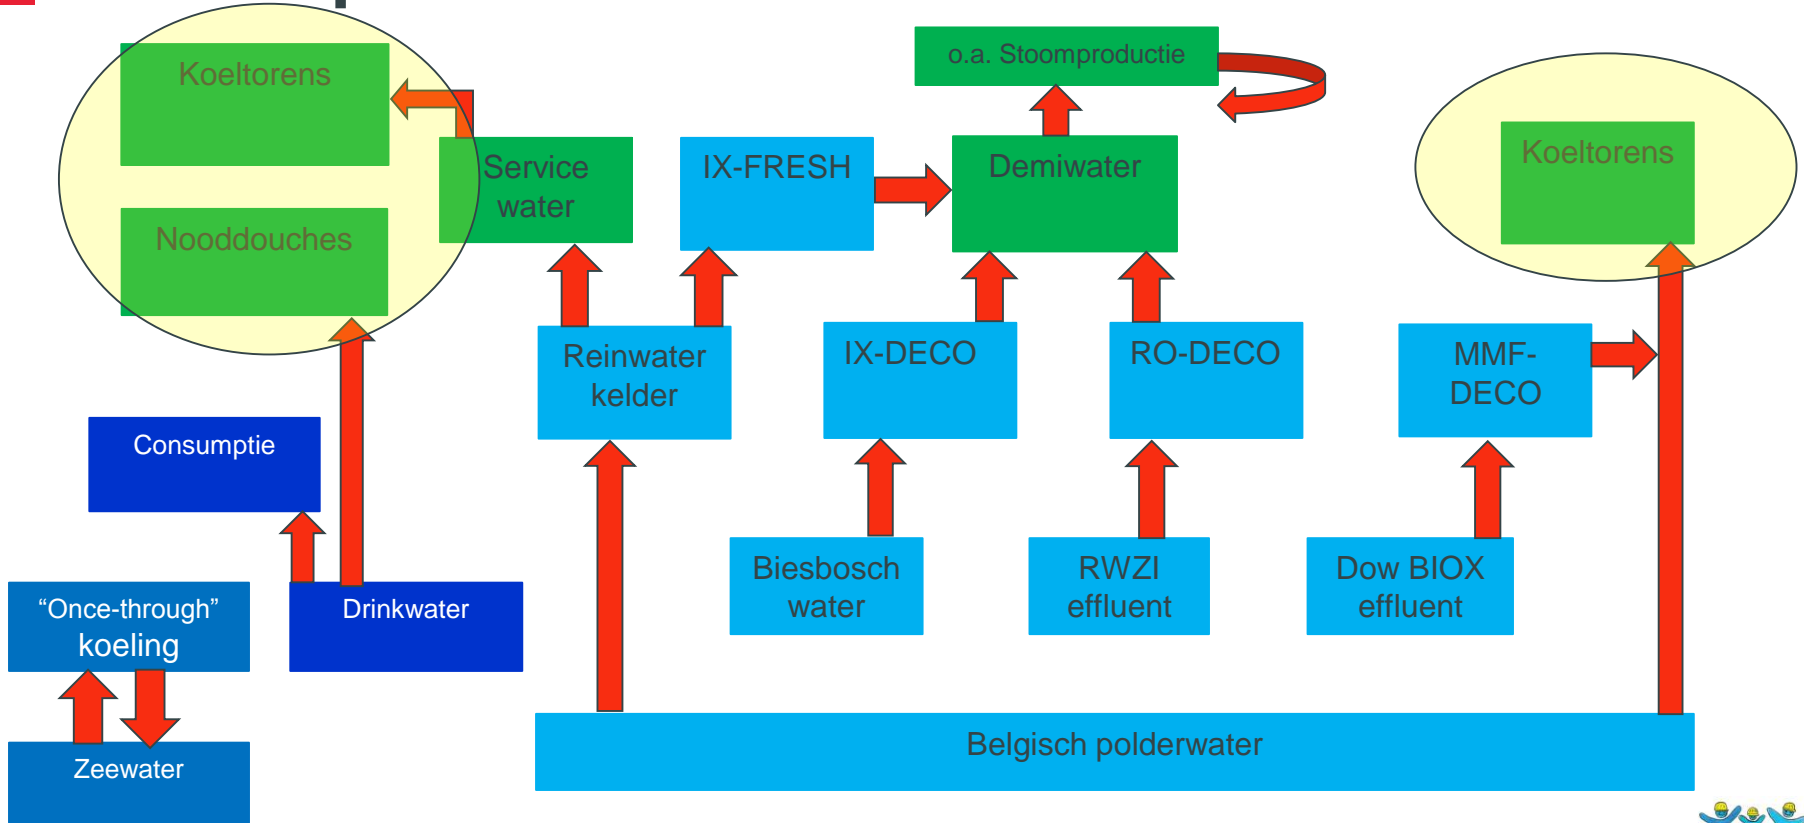 Koeltorens
o.a. Stoomproductie
Koeltorens
Service
water
IX-FRESH
Demiwater
Nooddouches
Reinwater
kelder
IX-DECO
RO-DECO
MMF-
DECO
Consumptie
Biesbosch
water
RWZI
effluent
Dow BIOX
effluent
“Once-through”
koeling
Drinkwater
Belgisch polderwater
Zeewater